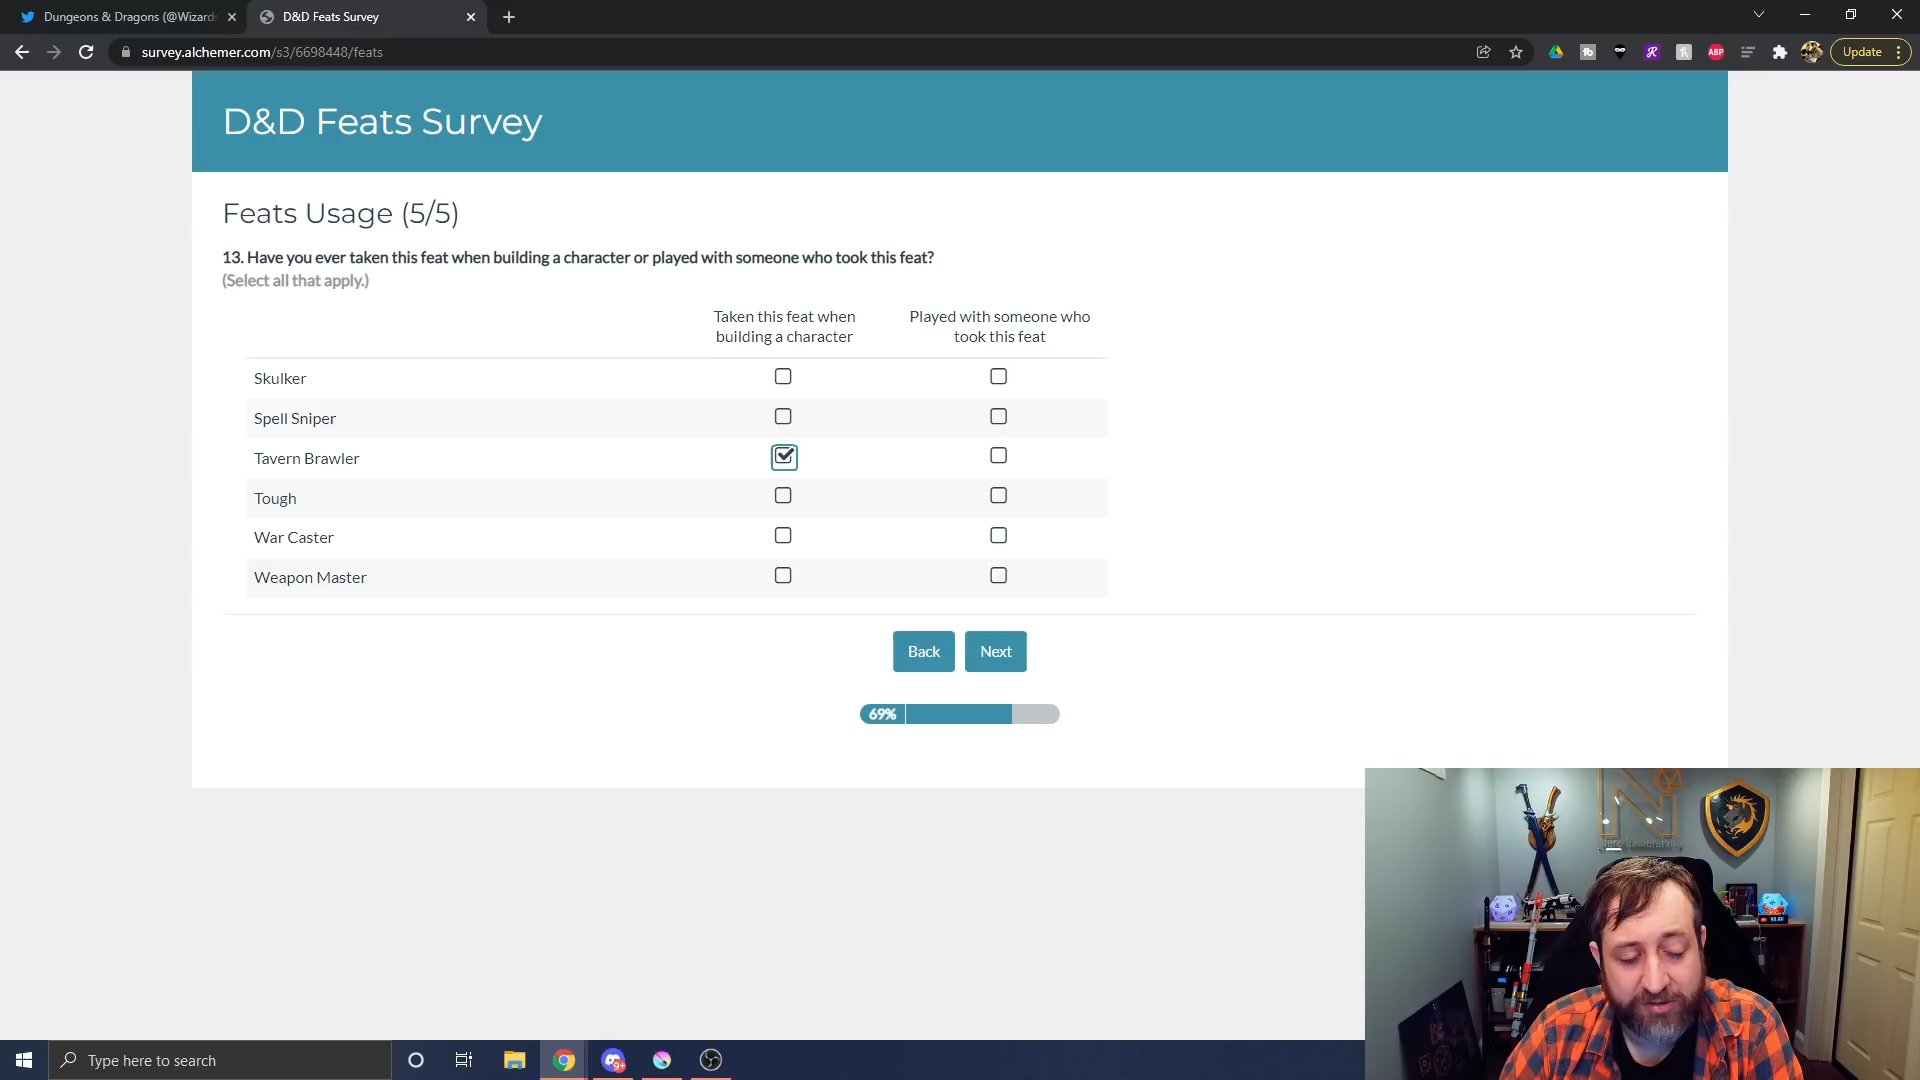 Dungeons & Dragons (@Wizards
D&D Feats Survey
survey.alchemer.com/s3/6698448/feats
ABP
Update
D&D Feats Survey
Feats Usage (5/5)
13. Have you ever taken this feat when building a character or played with someone who took this feat?
(Select all that apply.)
Taken this feat when
building a character
Played with someone who
took this feat
Skulker
Spell Sniper
Tavern Brawler
Tough
War Caster
Weapon Master
Back
Next
69%
Type here to search
9+